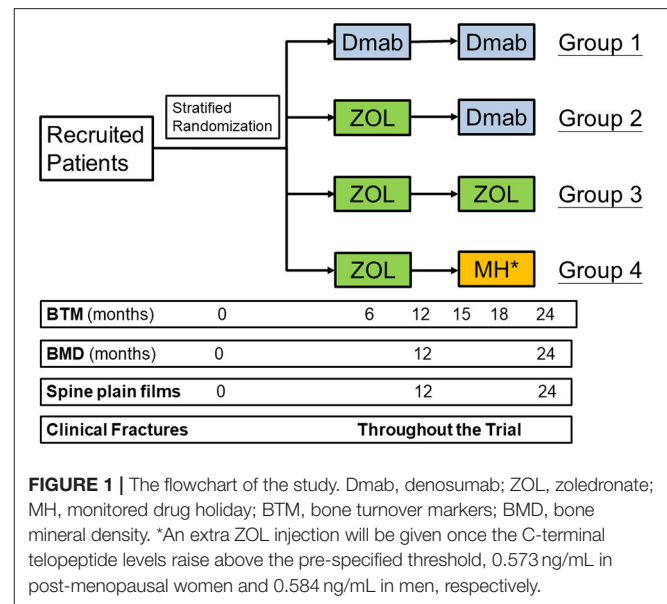 Dmab Dmab Group 1
Stratified
Randomization
ZOL Dmab Group 2
Recruited
Patients
ZOL ZOL Group 3
ZOL MH* Group 4
BTM (months) 0 6 12 15 18 24
BMD (months) 0 12 24
Spine plain films 0 12 24
Clinical Fractures Throughout the Trial
FIGURE 1 | The flowchart of the study. Dmab, denosumab; ZOL, zoledronate;
MH, monitored drug holiday; BTM, bone turnover markers; BMD, bone
mineral density. *An extra ZOL injection will be given once the C-terminal
telopeptide levels raise above the pre-specified threshold, 0.573 ng/mL in
post-menopausal women and 0.584 ng/mL in men, respectively.